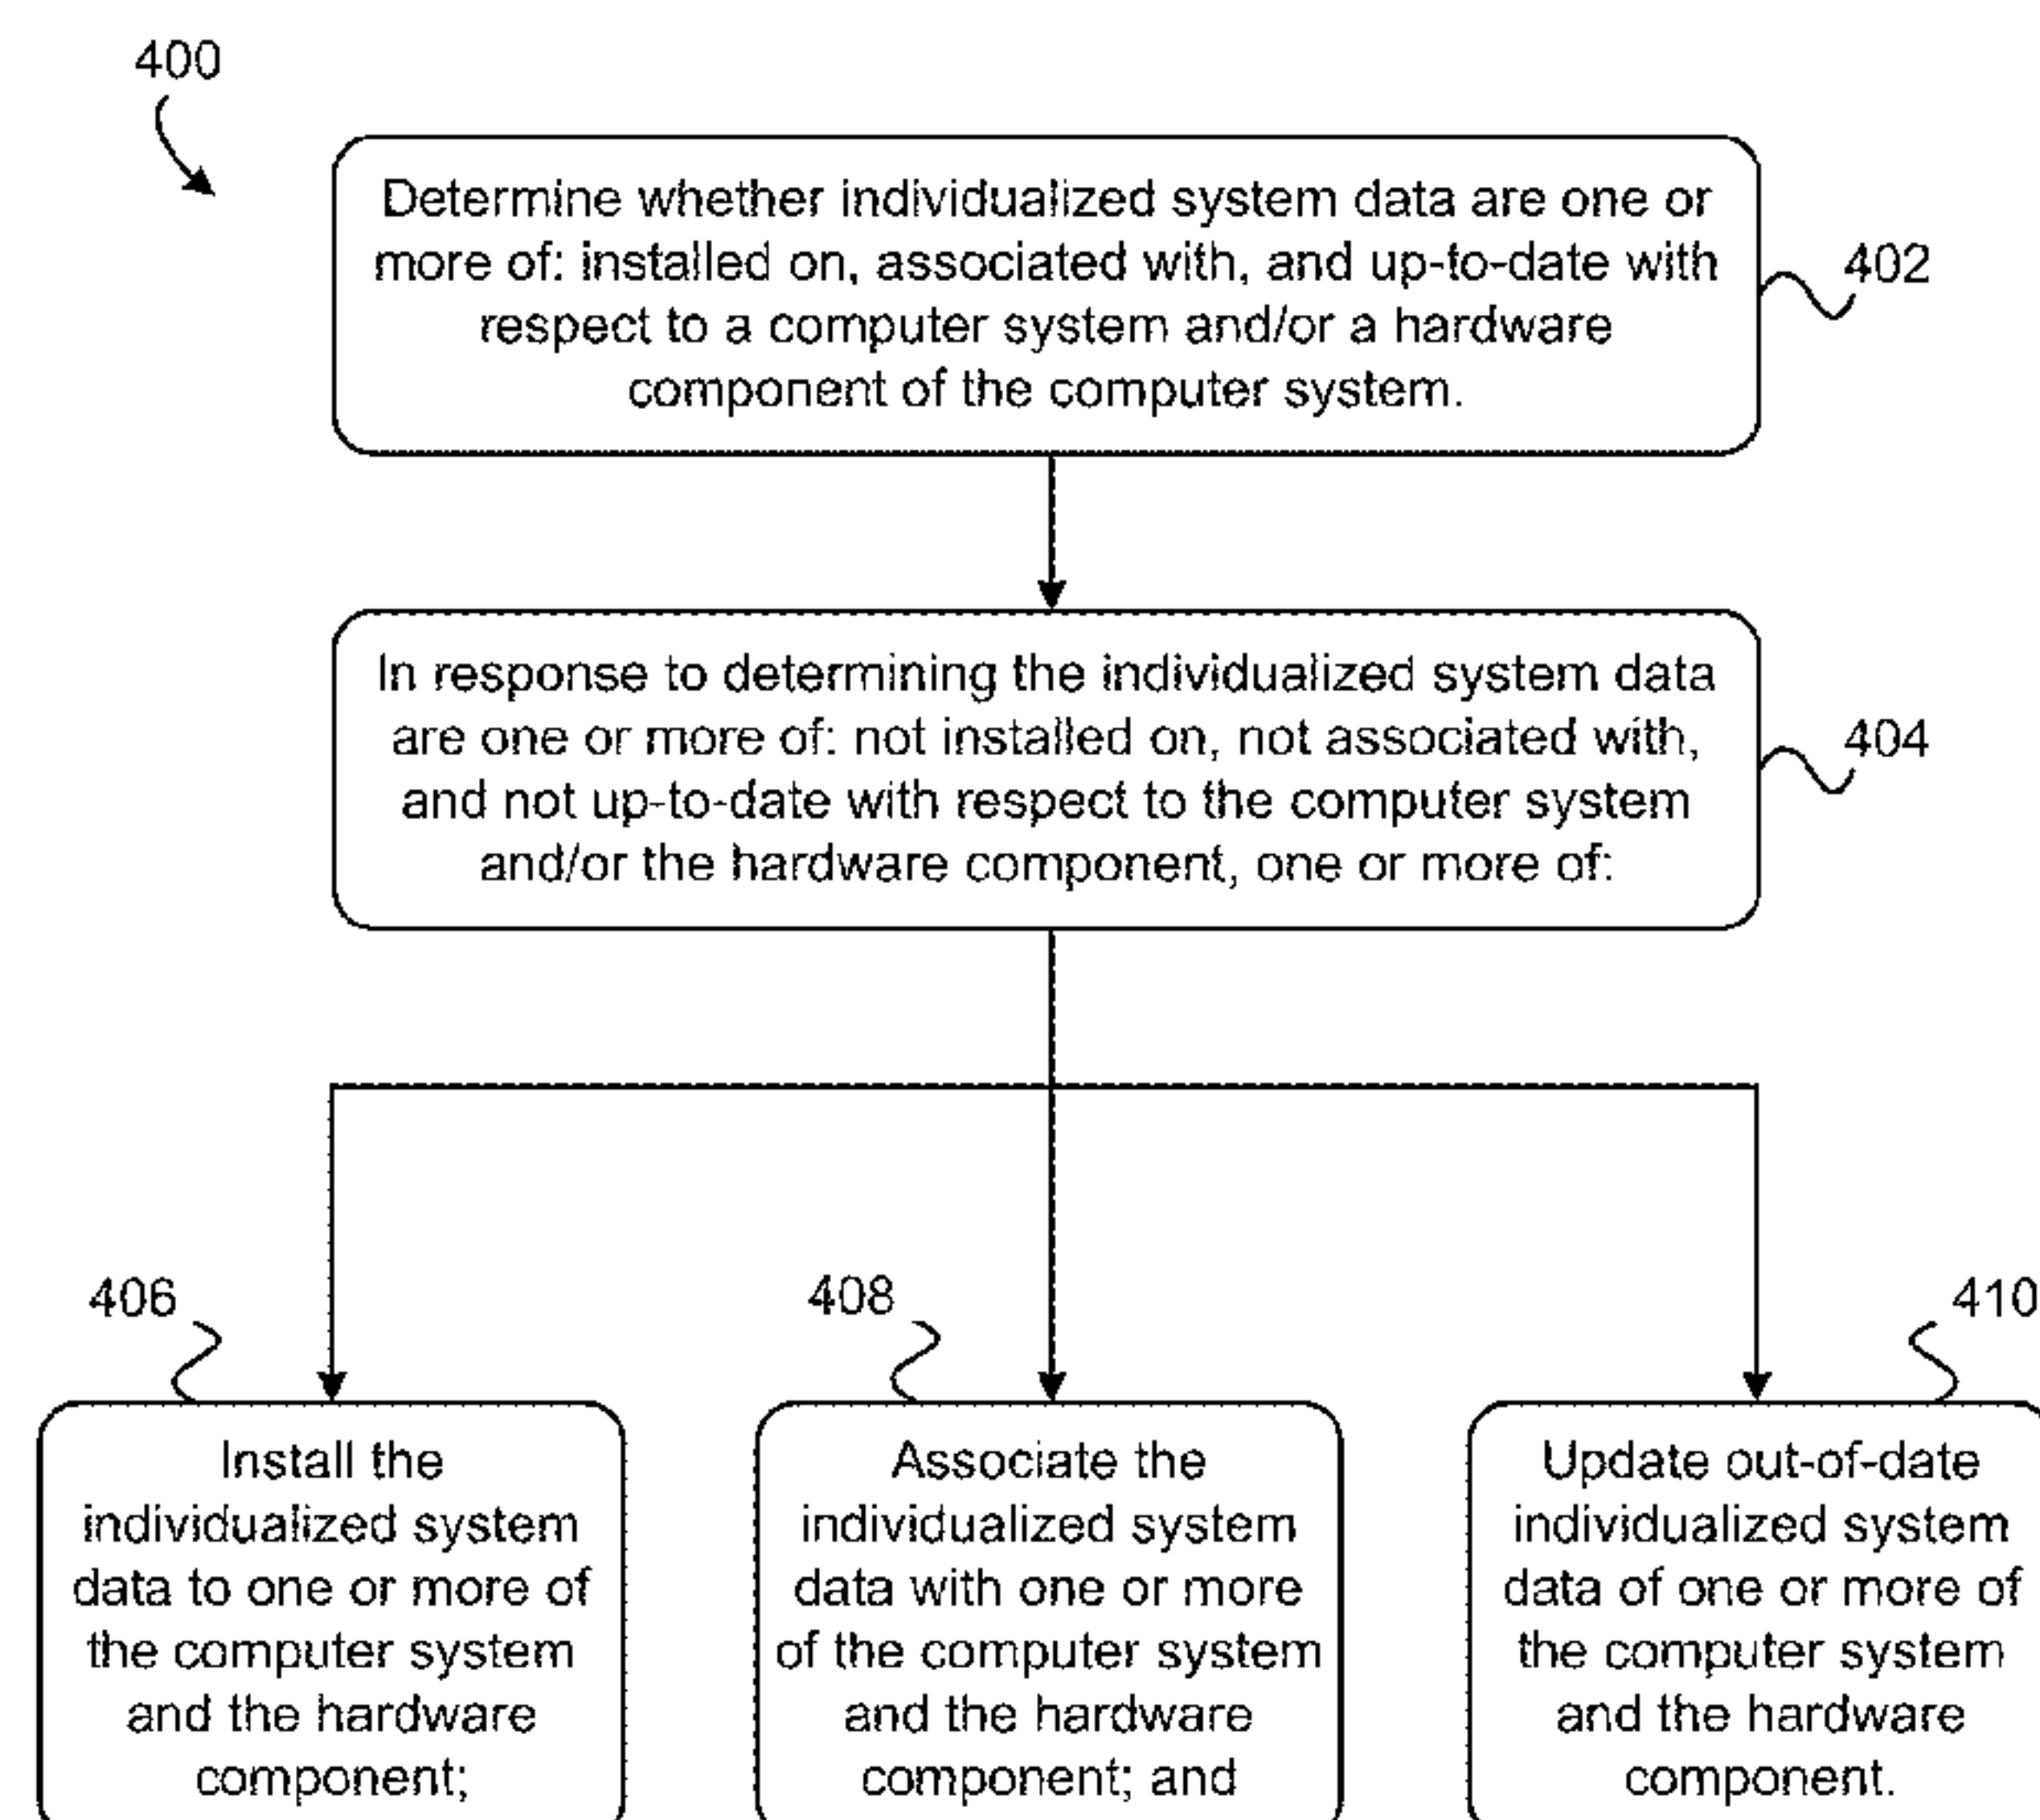 400
Determine whether individualized system data are one or
more of: installed on, associated with, and up-to-date with
respect to a computer system and/or a hardware
component of the computer system.
402
In response to determining the individualized system data
are one or more of: not installed on, not associated with,
and not up-to-date with respect to the computer system
and/or the hardware component, one or more of:
404
406
Install the
individualized system
data to one or more of
the computer system
and the hardware
component;
408
Associate the
individualized system
data with one or more
of the computer system
and the hardware
component; and
410
Update out-of-date
individualized system
data of one or more of
the computer system
and the hardware
component.